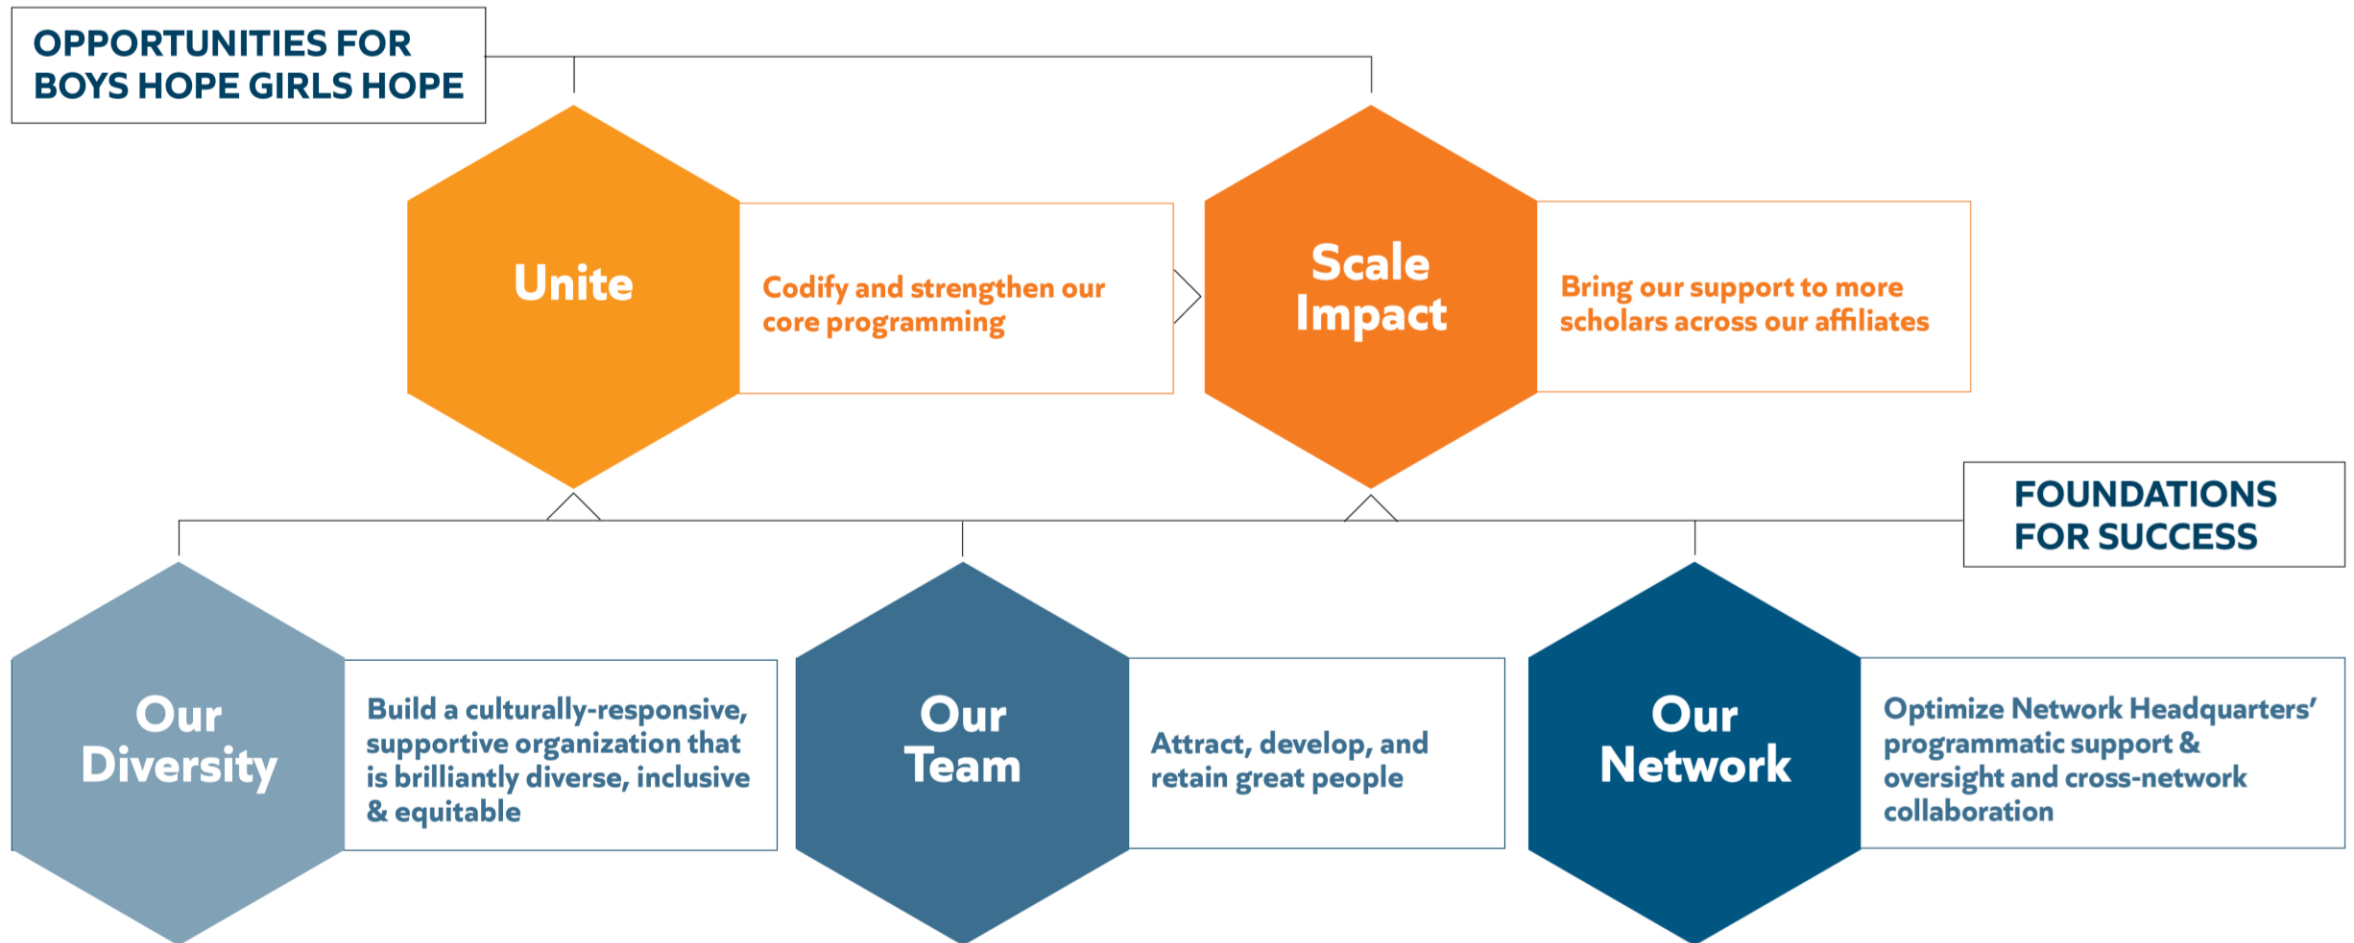 OPPORTUNITIES FOR
BOYS HOPE GIRLS HOPE
Unite
Codify and strengthen our
core programming
Scale
Impact
Bring our support to more
scholars across our affiliates
FOUNDATIONS
FOR SUCCESS
Our
Diversity
Build a culturally-responsive,
supportive organization that
is brilliantly diverse, inclusive
& equitable
Our
Team
Attract, develop, and
retain great people
Our
Network
Optimize Network Headquarters’
programmatic support &
oversight and cross-network
collaboration